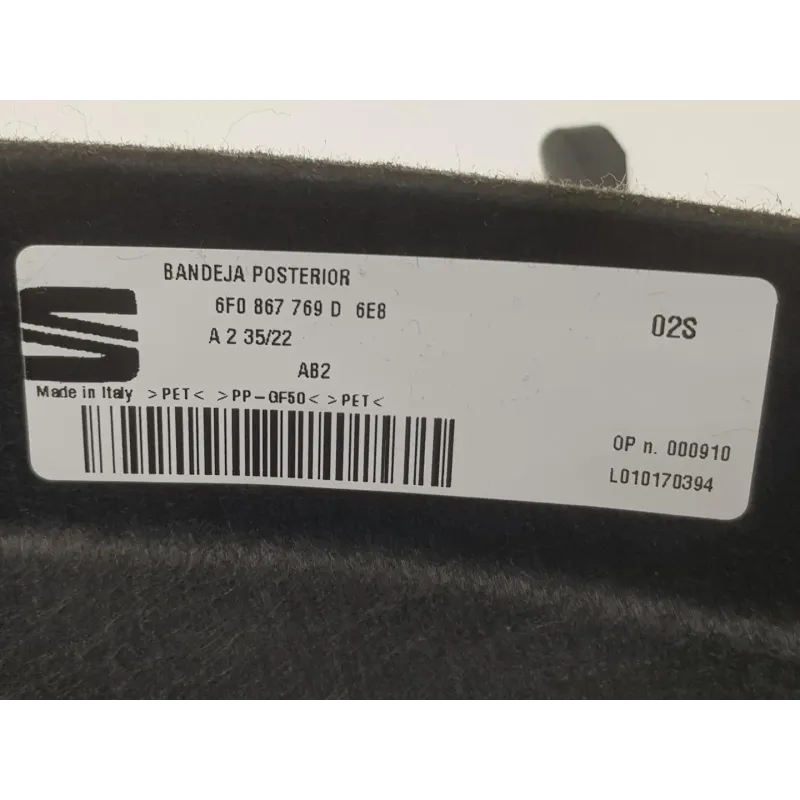 BANDEJA POSTERIOR
6F0 867 769 D 6E8
A 2 35/22
02S
AB2
Made in Italy >PET< >PP-GF50< >PET<
OP n. 000910
L010170394